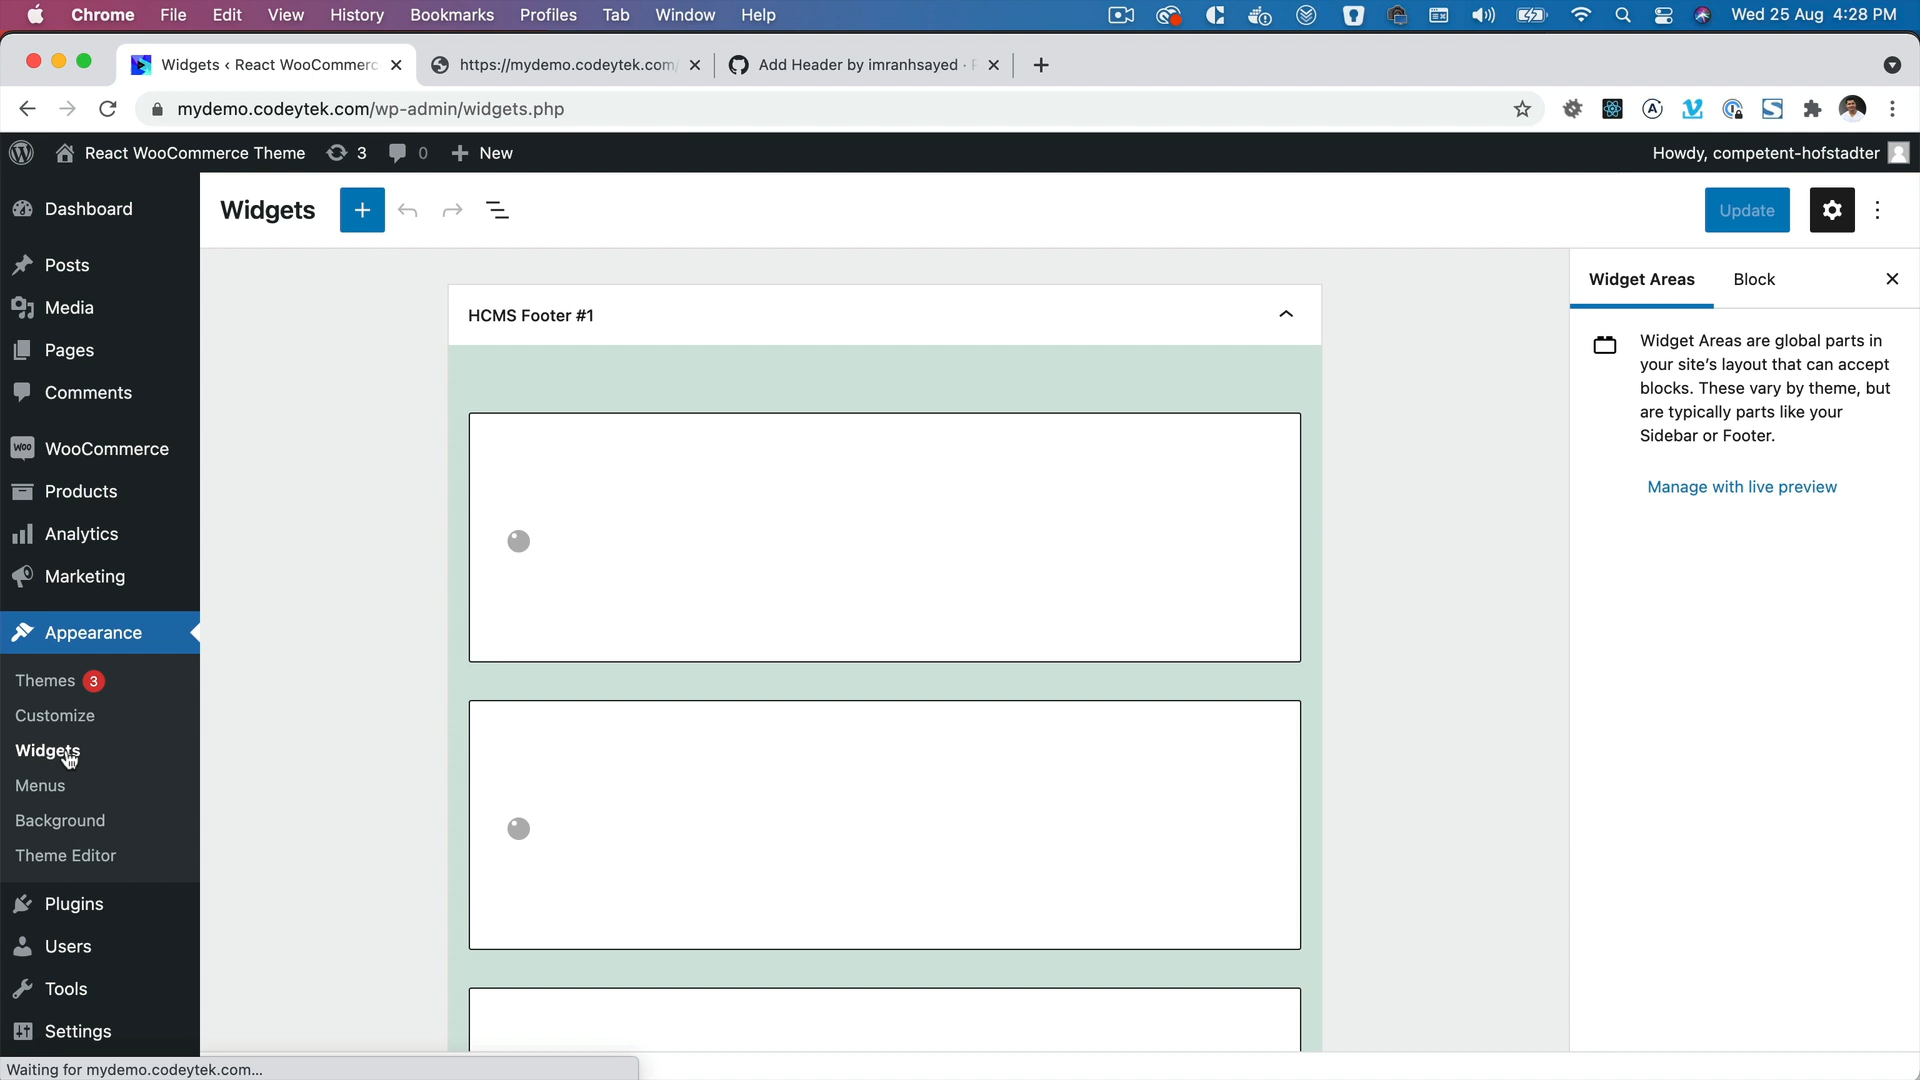 Chrome File Edit View History Bookmarks Profiles Tab Window Help Wed 25 Aug 4:28 PM
Widgets ‹ React WooCommerc https://mydemo.codeytek.com/ Add Header by imranhsayed ·
mydemo.codeytek.com/wp-admin/widgets.php
React WooCommerce Theme 3 0 New Howdy, competent-hofstadter
Widgets Update
Dashboard
Posts
Media
Pages
Comments
WooCommerce
Products
Analytics
Marketing
Appearance
Themes 3
Customize
Widgets
Menus
Background
Theme Editor
Plugins
Users
Tools
Settings
HCMS Footer #1
Widget Areas Block
Widget Areas are global parts in
your site's layout that can accept
blocks. These vary by theme, but
are typically parts like your
Sidebar or Footer.
Manage with live preview
Waiting for mydemo.codeytek.com...